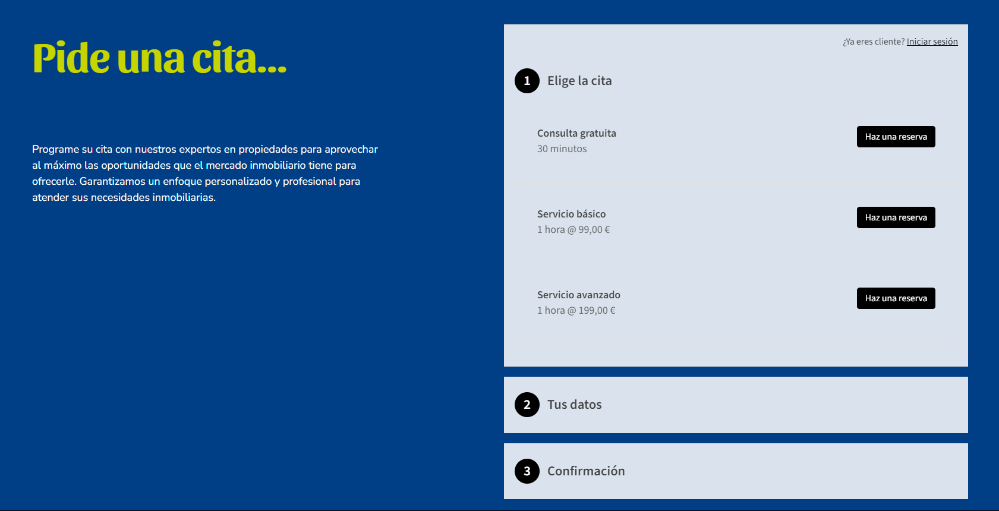 Pide una cita...
Programe su cita con nuestros expertos en propiedades para aprovechar
al máximo las oportunidades que el mercado inmobiliario tiene para
ofrecerle. Garantizamos un enfoque personalizado y profesional para
atender sus necesidades inmobiliarias.
¿Ya eres cliente? Iniciar sesión
1 Elige la cita
Consulta gratuita
30 minutos
Haz una reserva
Servicio básico
1 hora @ 99,00 €
Haz una reserva
Servicio avanzado
1 hora @ 199,00 €
Haz una reserva
2 Tus datos
3 Confirmación